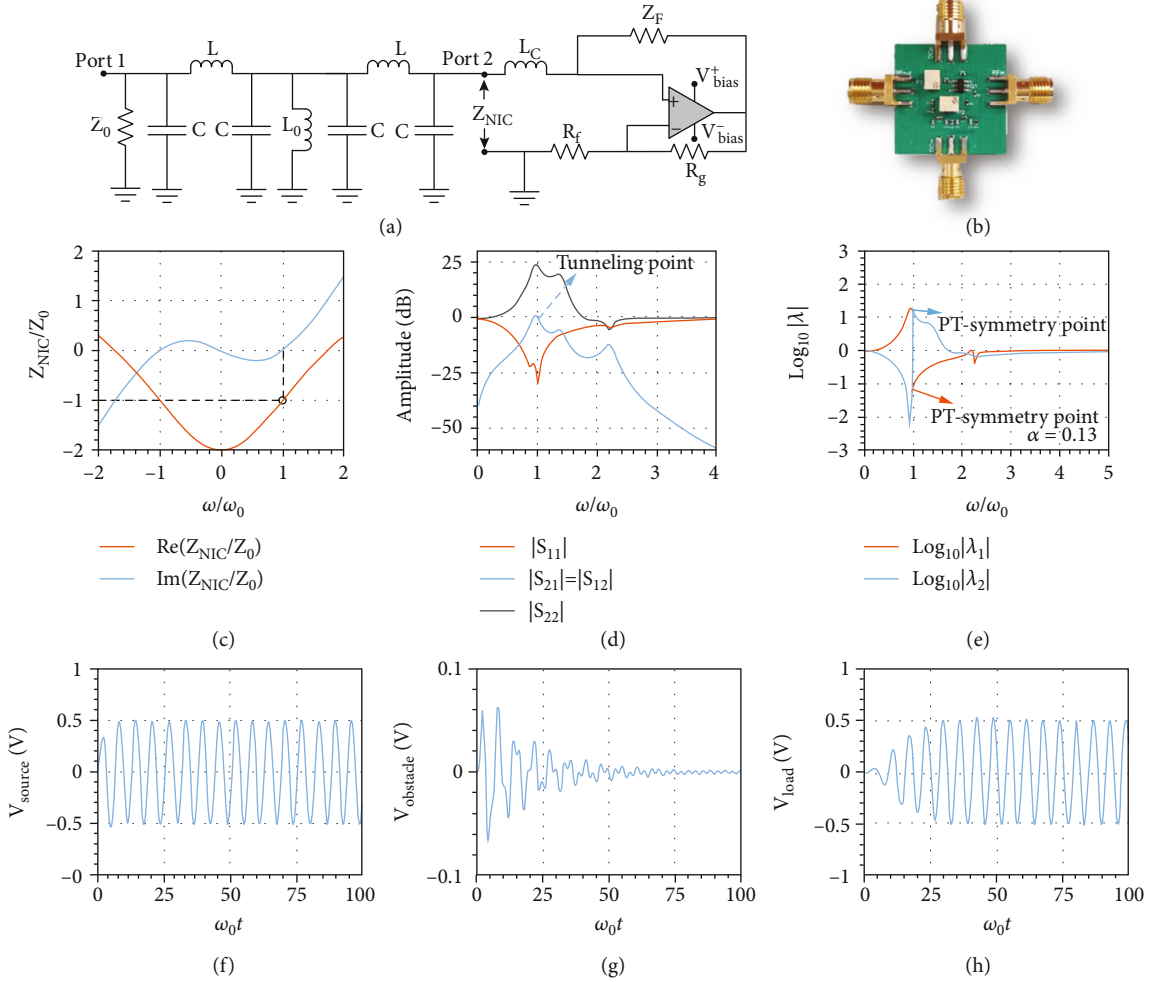 Port 1
L
L
Port 2
L_C
Z_F
Z_0
C
C
L_0
C
C
Z_NIC
R_f
R_g
+
−
V^+_bias
V^−_bias
(a)
(b)
Z_NIC/Z_0
2
1
0
−1
−2
−2
−1
0
1
2
ω/ω_0
Re(Z_NIC/Z_0)
Im(Z_NIC/Z_0)
(c)
Amplitude (dB)
25
0
−25
−50
Tunneling point
0
1
2
3
4
ω/ω_0
|S_11|
|S_21|=|S_12|
|S_22|
(d)
Log_10|λ|
3
2
1
0
−1
−2
−3
PT-symmetry point
PT-symmetry point
α = 0.13
0
1
2
3
4
5
ω/ω_0
Log_10|λ_1|
Log_10|λ_2|
(e)
V_source (V)
1
0.5
0
−0.5
−0
0
25
50
75
100
ω_0t
(f)
V_obstacle (V)
0.1
0
−0.1
0
25
50
75
100
ω_0t
(g)
V_load (V)
1
0.5
0
−0.5
−1
0
25
50
75
100
ω_0t
(h)